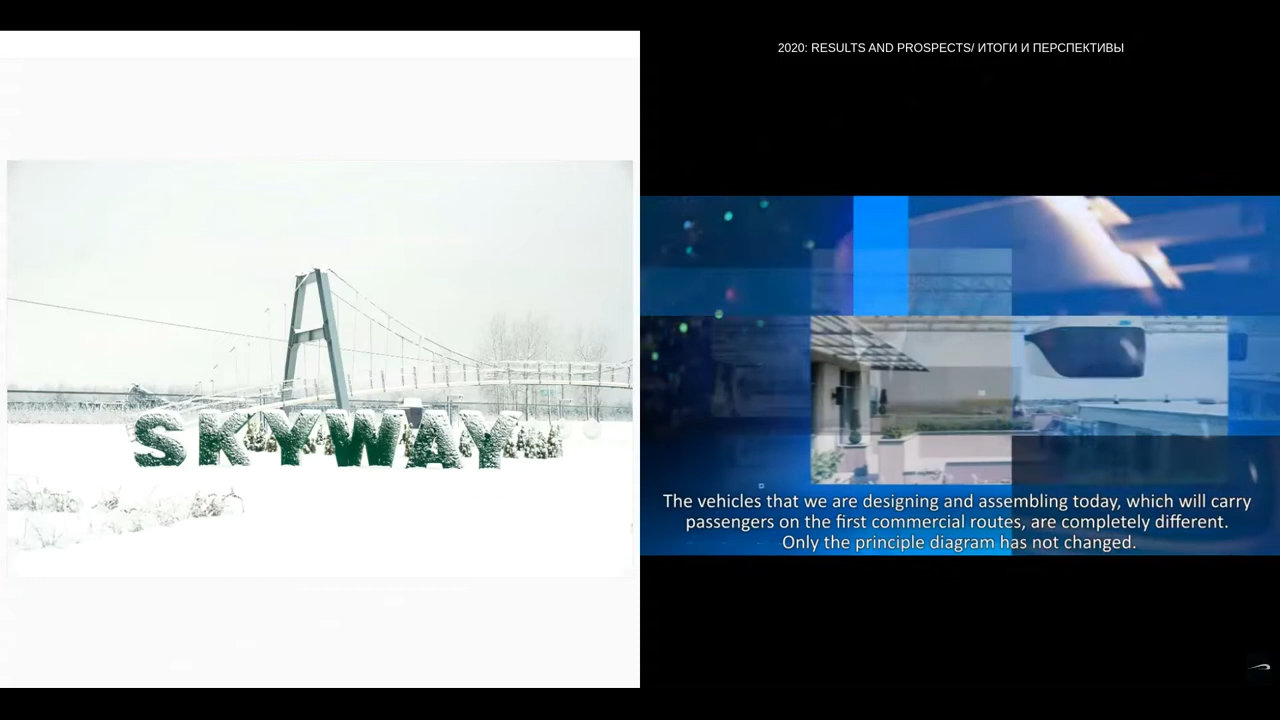 SKYWAY
2020: RESULTS AND PROSPECTS/ ИТОГИ И ПЕРСПЕКТИВЫ
The vehicles that we are designing and assembling today, which will carry
passengers on the first commercial routes, are completely different.
Only the principle diagram has not changed.